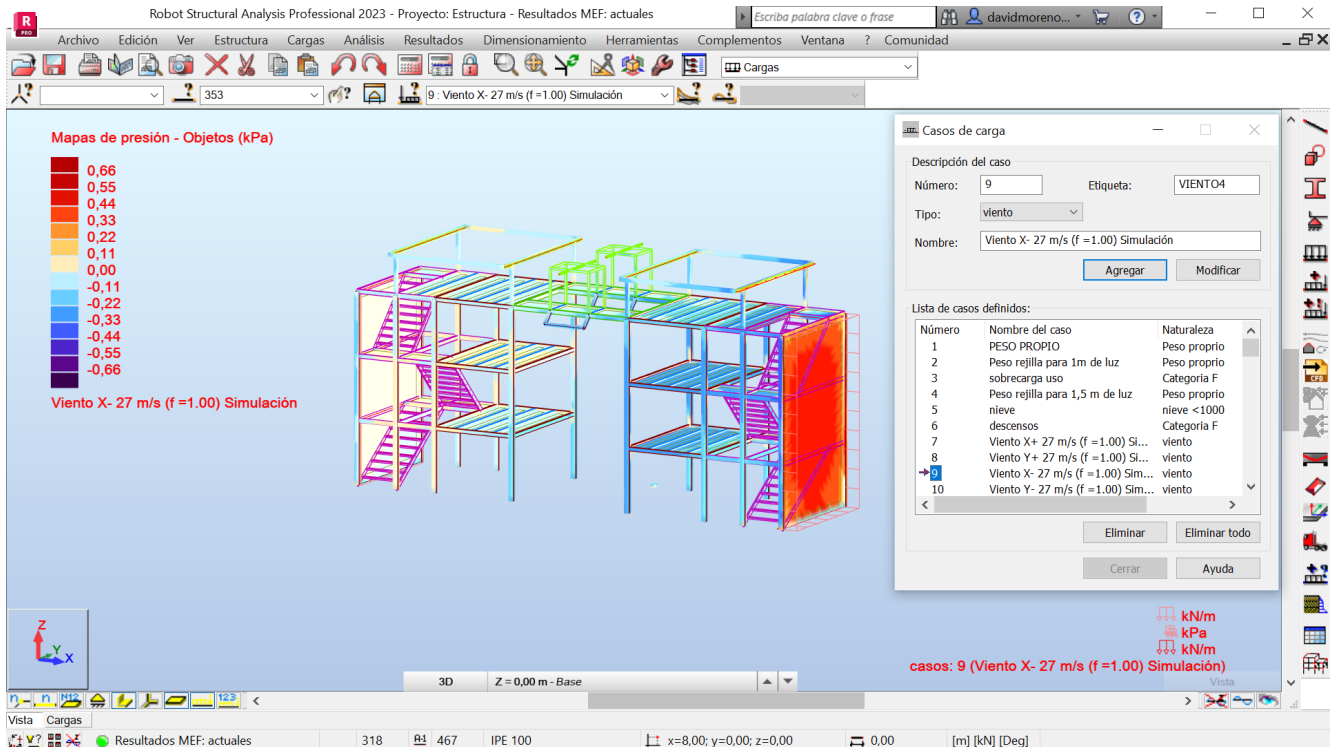 R
PRO
Robot Structural Analysis Professional 2023 - Proyecto: Estructura - Resultados MEF: actuales
Escriba palabra clave o frase
davidmoreno...
?
Archivo Edición Ver Estructura Cargas Análisis Resultados Dimensionamiento Herramientas Complementos Ventana ? Comunidad
Cargas
353
9 : Viento X- 27 m/s (f =1.00) Simulación
Mapas de presión - Objetos (kPa)
0,66
0,55
0,44
0,33
0,22
0,11
0,00
-0,11
-0,22
-0,33
-0,44
-0,55
-0,66
Viento X- 27 m/s (f =1.00) Simulación
Casos de carga
Descripción del caso
Número: 9 Etiqueta: VIENTO4
Tipo: viento
Nombre: Viento X- 27 m/s (f =1.00) Simulación
Agregar Modificar
Lista de casos definidos:
Número Nombre del caso Naturaleza
1 PESO PROPIO Peso proprio
2 Peso rejilla para 1m de luz Peso proprio
3 sobrecarga uso Categoria F
4 Peso rejilla para 1,5 m de luz Peso proprio
5 nieve nieve <1000
6 descensos Categoria F
7 Viento X+ 27 m/s (f =1.00) Si... viento
8 Viento Y+ 27 m/s (f =1.00) Si... viento
9 Viento X- 27 m/s (f =1.00) Sim... viento
10 Viento Y- 27 m/s (f =1.00) Sim... viento
Eliminar Eliminar todo
Cerrar Ayuda
CFD
Z
Y
X
kN/m
kPa
kN/m
casos: 9 (Viento X- 27 m/s (f =1.00) Simulación)
Vista
3D Z = 0,00 m - Base
n n N12 123
Vista Cargas
Resultados MEF: actuales 318 467 IPE 100 x=8,00; y=0,00; z=0,00 0,00 [m] [kN] [Deg]